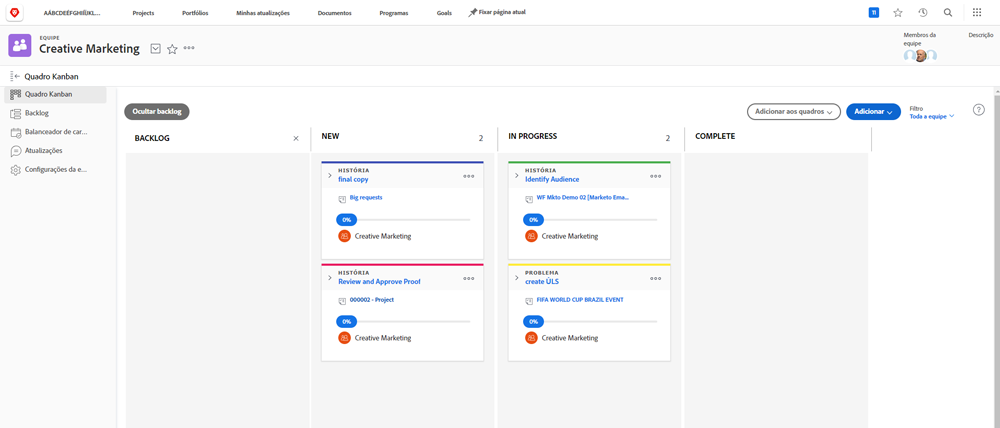 AÁBCDEÉFGHIÍJKL...
Projects
Portfólios
Minhas atualizações
Documentos
Programas
Goals
Fixar página atual
TI
EQUIPE
Creative Marketing
Membros da
equipe
Descrição
Quadro Kanban
Quadro Kanban
Backlog
Balanceador de car...
Atualizações
Configurações da e...
Ocultar backlog
Adicionar aos quadros
Adicionar
Filtro
Toda a equipe
BACKLOG
NEW
2
IN PROGRESS
2
COMPLETE
HISTÓRIA
final copy
Big requests
0%
Creative Marketing
HISTÓRIA
Review and Approve Proof
000002 - Project
0%
Creative Marketing
HISTÓRIA
Identify Audience
WF Mkto Demo 02 [Marketo Ema...
0%
Creative Marketing
PROBLEMA
create ÚLS
FIFA WORLD CUP BRAZIL EVENT
0%
Creative Marketing